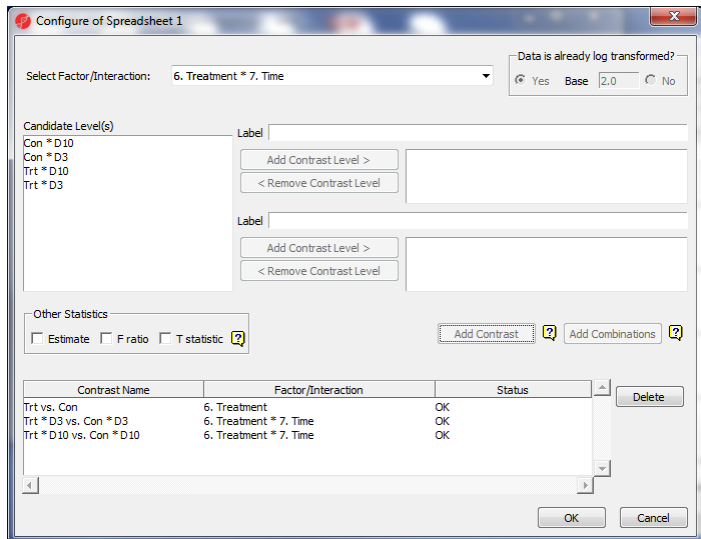 Configure of Spreadsheet 1
X
Data is already log transformed?
Select Factor/Interaction: 6. Treatment * 7. Time
Yes Base 2.0 No
Candidate Level(s)
Con * D10
Con * D3
Trt * D10
Trt * D3
Label
Add Contrast Level >
< Remove Contrast Level
Label
Add Contrast Level >
< Remove Contrast Level
Other Statistics
Estimate F ratio T statistic ?
Add Contrast ? Add Combinations ?
Contrast Name Factor/Interaction Status
Trt vs. Con 6. Treatment OK
Trt * D3 vs. Con * D3 6. Treatment * 7. Time OK
Trt * D10 vs. Con * D10 6. Treatment * 7. Time OK
Delete
OK Cancel